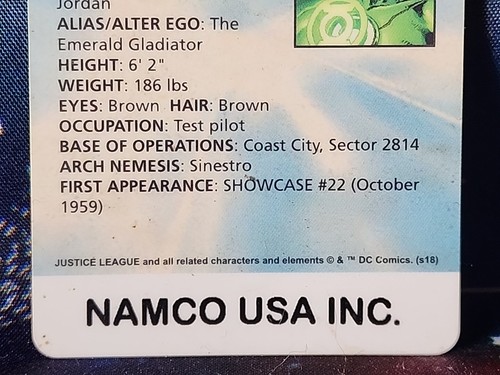 Jordan
ALIAS/ALTER EGO: The
Emerald Gladiator
HEIGHT: 6' 2"
WEIGHT: 186 lbs
EYES: Brown HAIR: Brown
OCCUPATION: Test pilot
BASE OF OPERATIONS: Coast City, Sector 2814
ARCH NEMESIS: Sinestro
FIRST APPEARANCE: SHOWCASE #22 (October
1959)
JUSTICE LEAGUE and all related characters and elements © & ™ DC Comics. (s18)
NAMCO USA INC.